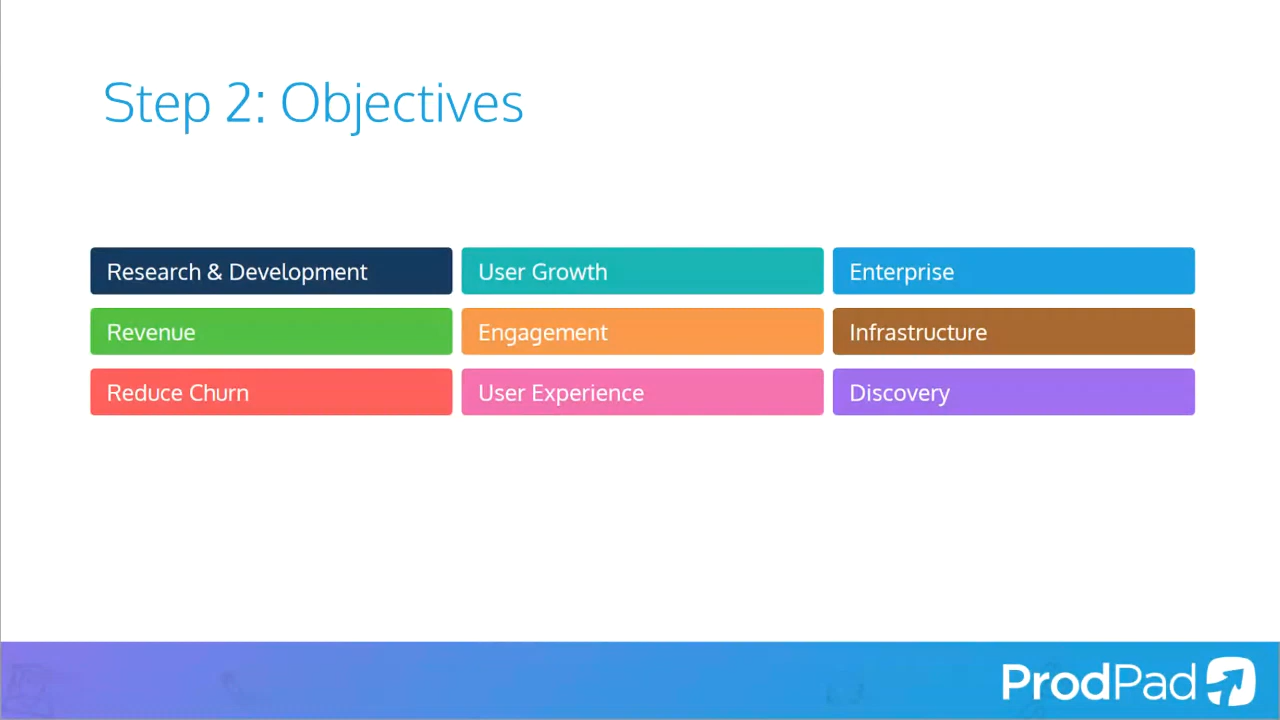 Step 2: Objectives
Research & Development
User Growth
Enterprise
Revenue
Engagement
Infrastructure
Reduce Churn
User Experience
Discovery
ProdPad